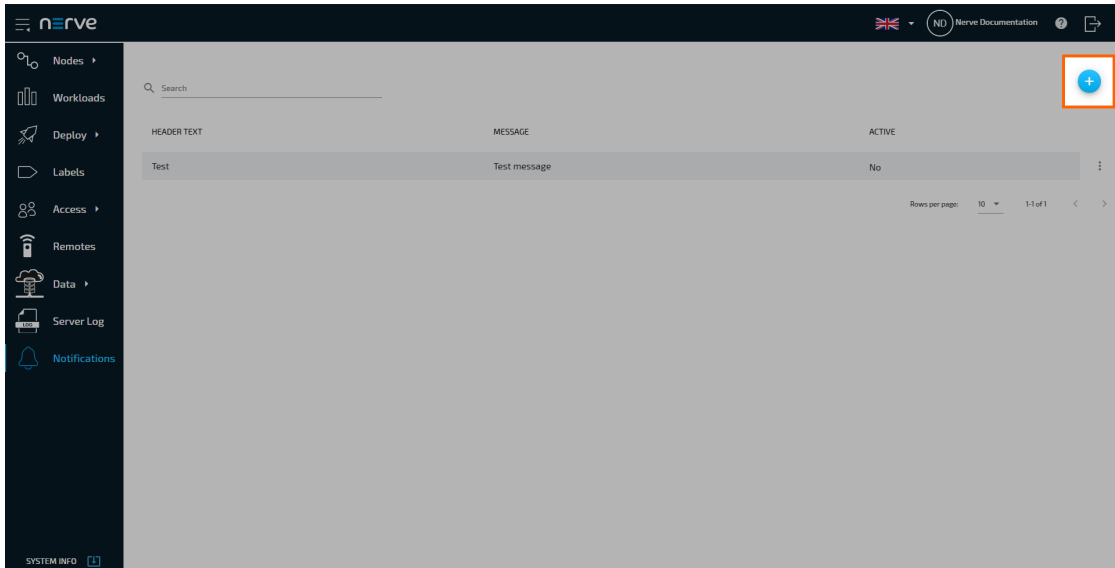 nerve
ND Nerve Documentation ?
Nodes
Workloads
Deploy
Labels
Access
Remotes
Data
LOG Server Log
Notifications
SYSTEM INFO
Search
HEADER TEXT MESSAGE ACTIVE
Test Test message No
Rows per page: 10 1-1 of 1